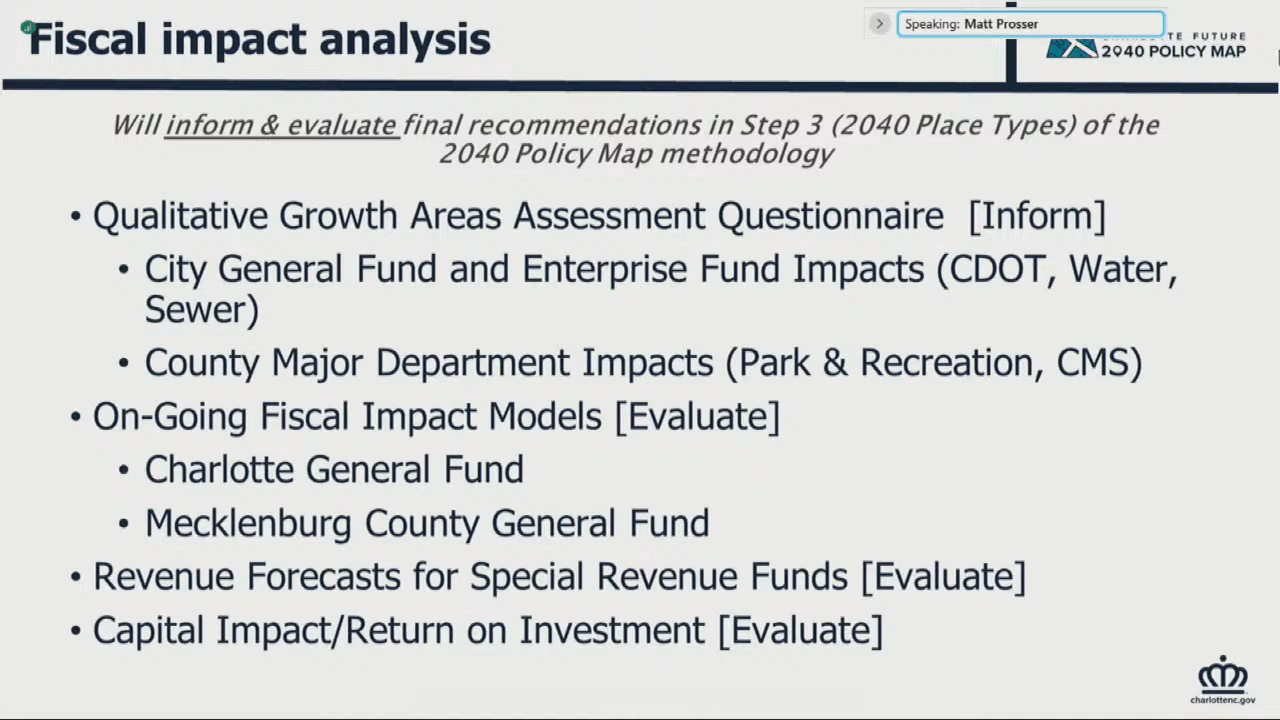 Fiscal impact analysis
Speaking: Matt Prosser
TE FUTURE
2040 POLICY MAP
Will inform & evaluate final recommendations in Step 3 (2040 Place Types) of the
2040 Policy Map methodology
• Qualitative Growth Areas Assessment Questionnaire [Inform]
• City General Fund and Enterprise Fund Impacts (CDOT, Water,
Sewer)
• County Major Department Impacts (Park & Recreation, CMS)
• On-Going Fiscal Impact Models [Evaluate]
• Charlotte General Fund
• Mecklenburg County General Fund
• Revenue Forecasts for Special Revenue Funds [Evaluate]
• Capital Impact/Return on Investment [Evaluate]
charlottenc.gov